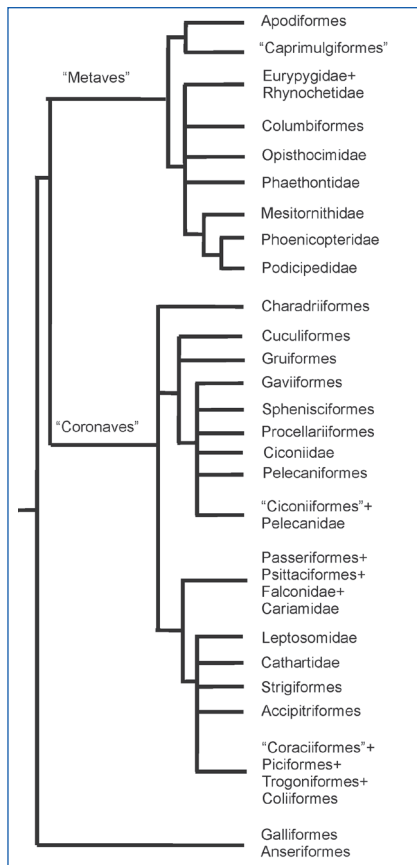 Apodiformes
“Caprimulgiformes”
“Metaves”
Eurypygidae+
Rhynochetidae
Columbiformes
Opisthocimidae
Phaethontidae
Mesitornithidae
Phoenicopteridae
Podicipedidae
Charadriiformes
Cuculiformes
Gruiformes
Gaviiformes
Sphenisciformes
“Coronaves”
Procellariiformes
Ciconiidae
Pelecaniformes
“Ciconiiformes”+
Pelecanidae
Passeriformes+
Psittaciformes+
Falconidae+
Cariamidae
Leptosomidae
Cathartidae
Strigiformes
Accipitriformes
“Coraciiformes”+
Piciformes+
Trogoniformes+
Coliiformes
Galliformes
Anseriformes